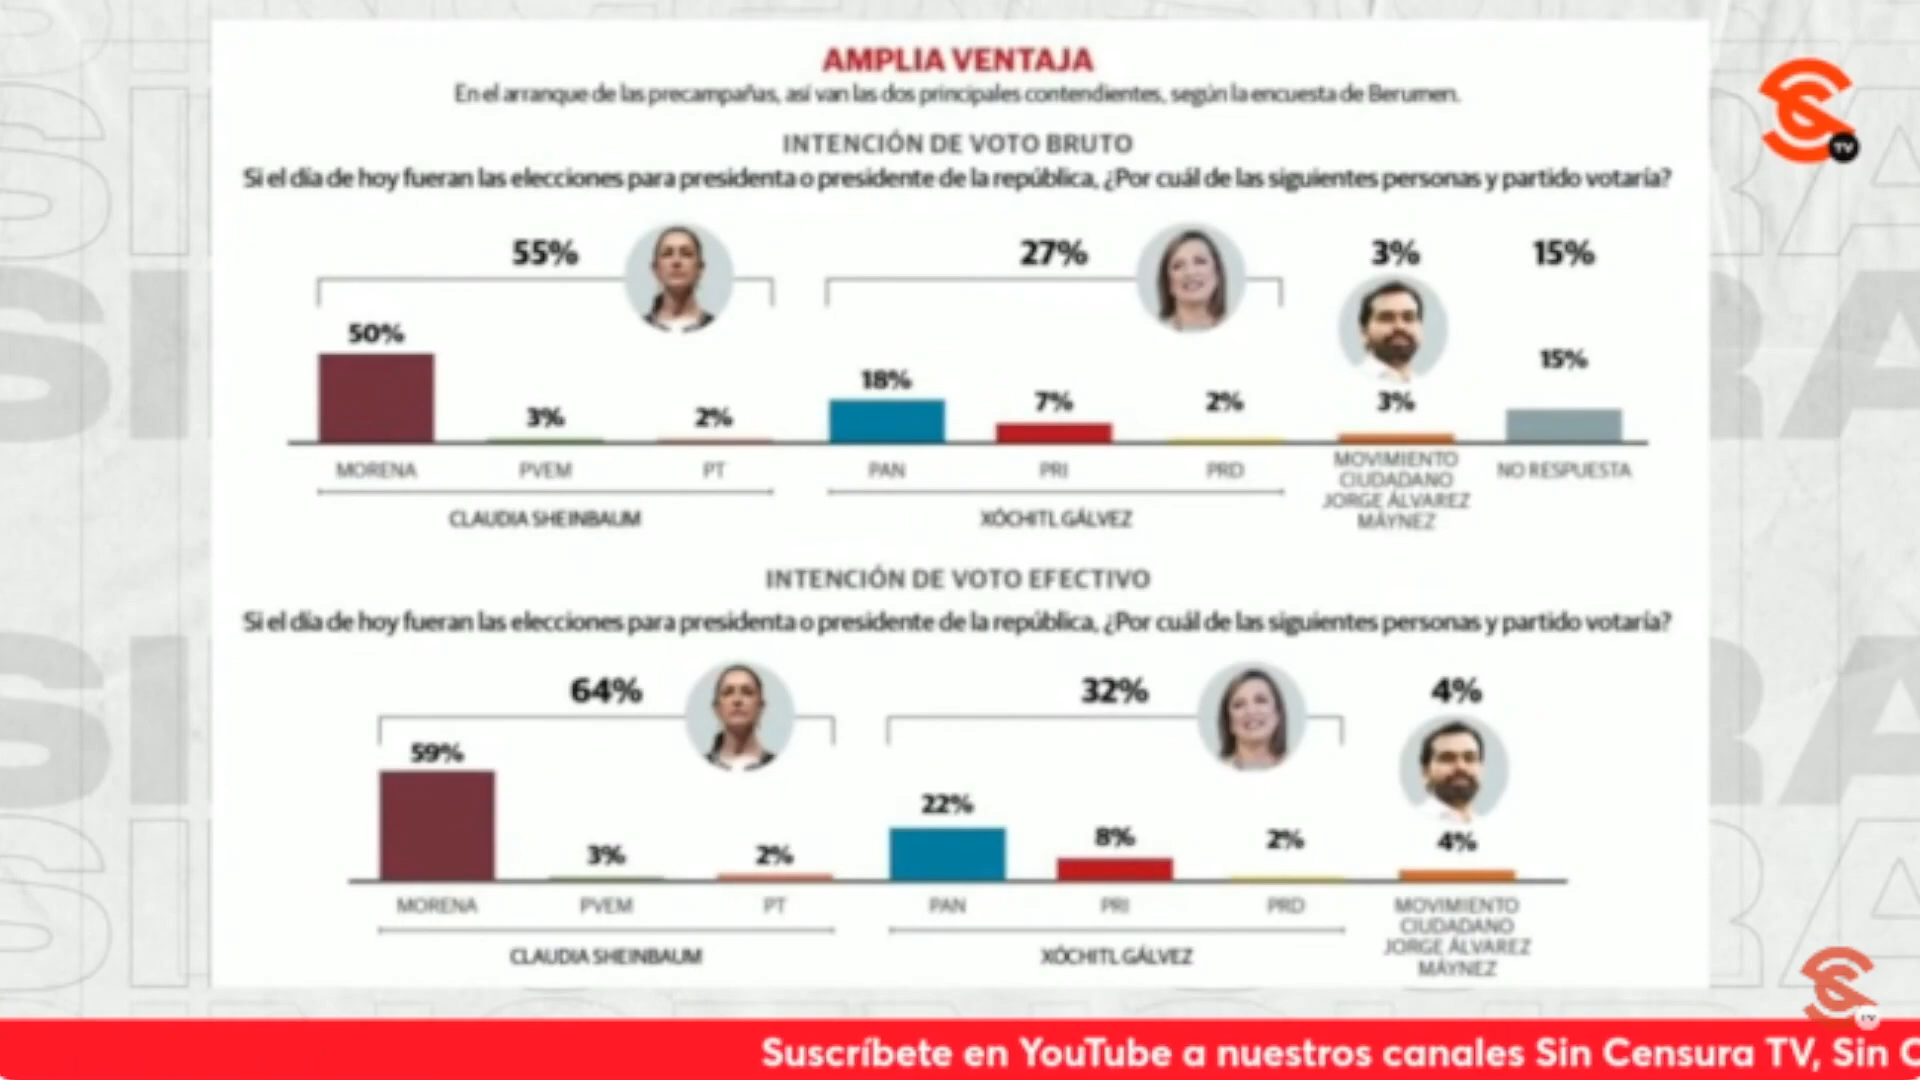 AMPLIA VENTAJA
En el arranque de las precampañas, así van las dos principales contendientes, según la encuesta de Berumen.
INTENCIÓN DE VOTO BRUTO
Si el día de hoy fueran las elecciones para presidenta o presidente de la república, ¿Por cuál de las siguientes personas y partido votaría?
55% 27% 3% 15%
50% 3% 2% 18% 7% 2% 3% 15%
MORENA PVEM PT PAN PRI PRD MOVIMIENTO NO RESPUESTA
CIUDADANO
JORGE ÁLVAREZ
MÁYNEZ
CLAUDIA SHEINBAUM XÓCHITL GÁLVEZ
INTENCIÓN DE VOTO EFECTIVO
Si el día de hoy fueran las elecciones para presidenta o presidente de la república, ¿Por cuál de las siguientes personas y partido votaría?
64% 32% 4%
59% 3% 2% 22% 8% 2% 4%
MORENA PVEM PT PAN PRI PRD MOVIMIENTO
CIUDADANO
JORGE ÁLVAREZ
MÁYNEZ
CLAUDIA SHEINBAUM XÓCHITL GÁLVEZ
TV
TV
Suscríbete en YouTube a nuestros canales Sin Censura TV, Sin C